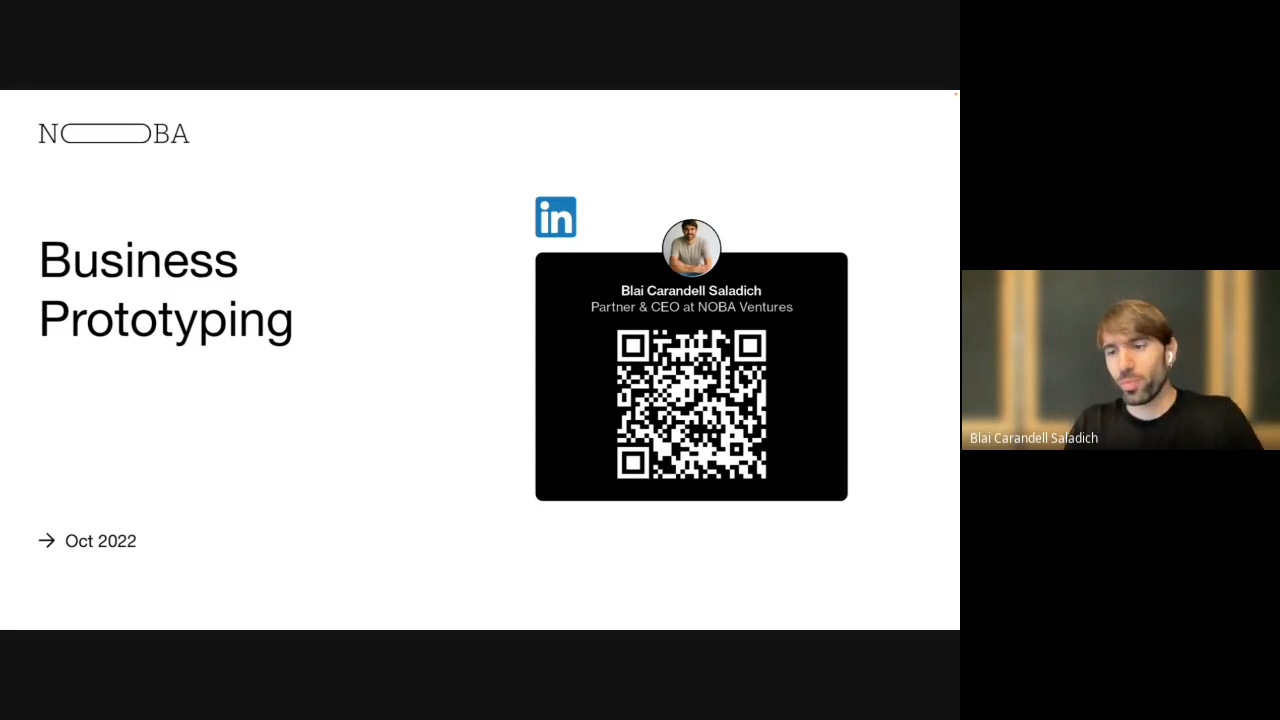 N BA
Business
Prototyping
in
Blai Carandell Saladich
Partner & CEO at NOBA Ventures
→ Oct 2022
Blai Carandell Saladich